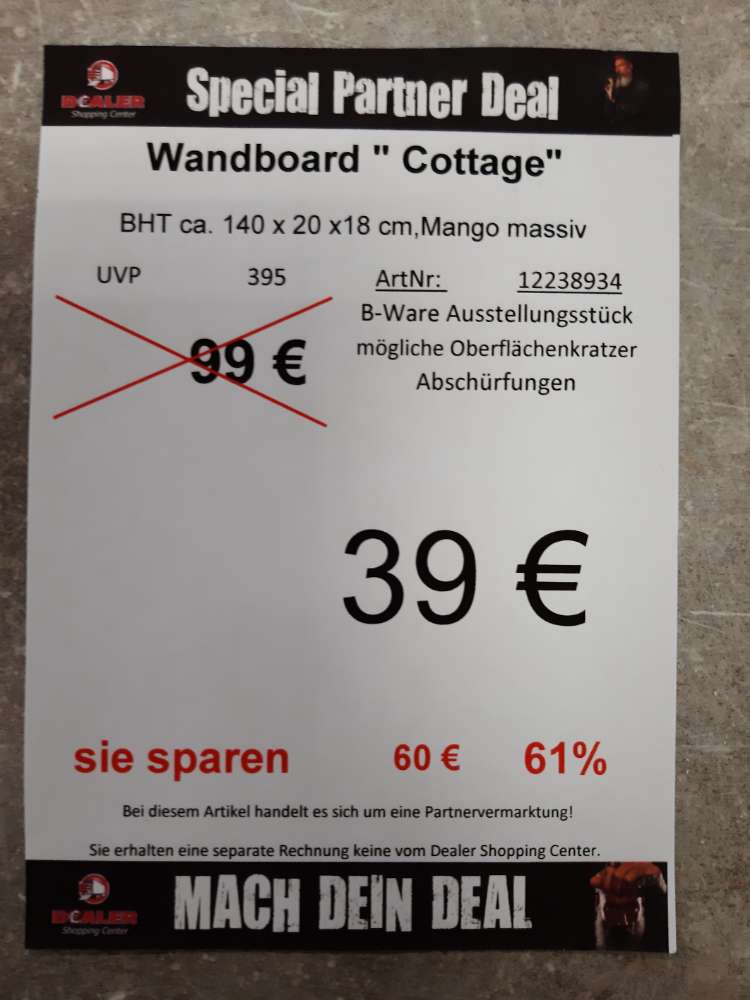 DEALER
Shopping Center
Special Partner Deal
Wandboard " Cottage"
BHT ca. 140 x 20 x18 cm,Mango massiv
UVP 395 ArtNr: 12238934
B-Ware Ausstellungsstück
99 € mögliche Oberflächenkratzer
Abschürfungen
39 €
sie sparen 60 € 61%
Bei diesem Artikel handelt es sich um eine Partnervermarktung!
Sie erhalten eine separate Rechnung keine vom Dealer Shopping Center.
DEALER
Shopping Center
MACH DEIN DEAL